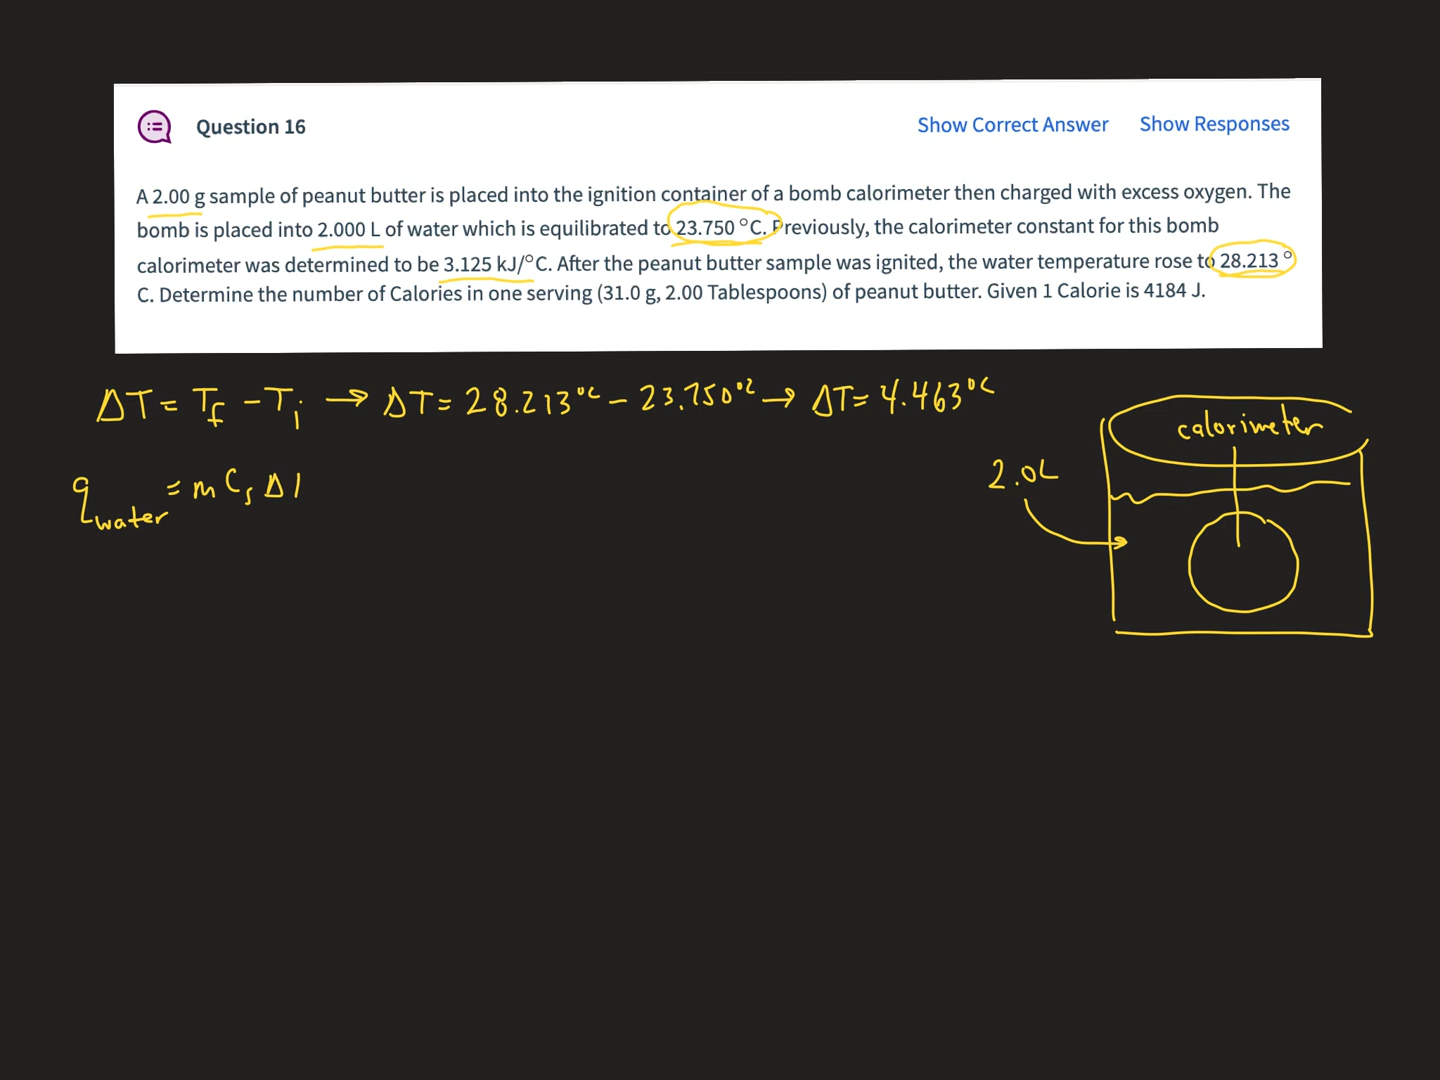 Question 16
Show Correct Answer
Show Responses
A 2.00 g sample of peanut butter is placed into the ignition container of a bomb calorimeter then charged with excess oxygen. The
bomb is placed into 2.000 L of water which is equilibrated to 23.750 °C. Previously, the calorimeter constant for this bomb
calorimeter was determined to be 3.125 kJ/°C. After the peanut butter sample was ignited, the water temperature rose to 28.213 °
C. Determine the number of Calories in one serving (31.0 g, 2.00 Tablespoons) of peanut butter. Given 1 Calorie is 4184 J.
ΔT = Tf - Ti → ΔT = 28.213°C - 23.750°C → ΔT = 4.463°C
calorimeter
2.0L
q water = m Cs Δ